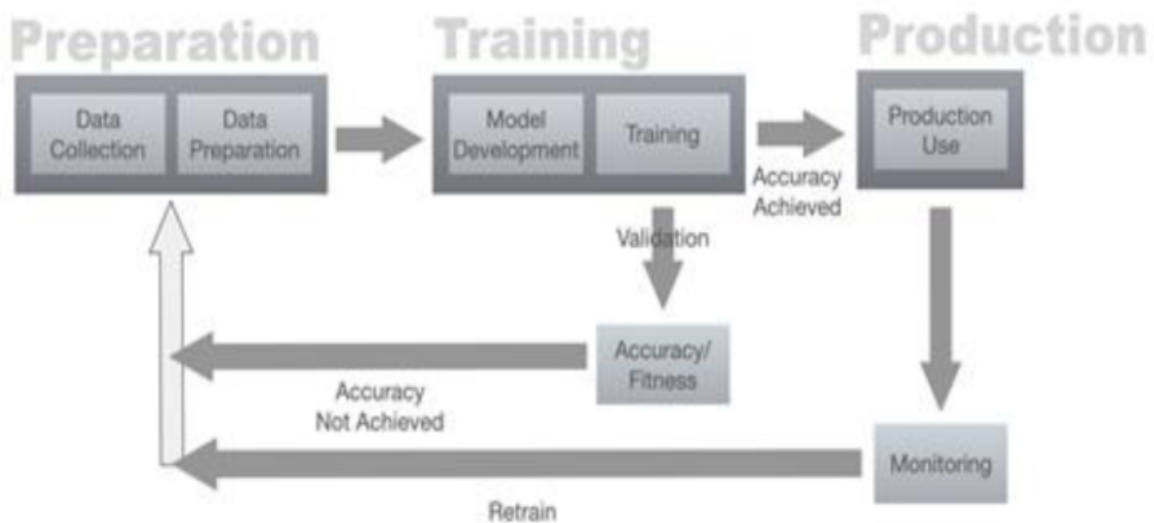 Preparation
Training
Production
Data
Collection
Data
Preparation
Model
Development
Training
Production
Use
Accuracy
Achieved
Validation
Accuracy/
Fitness
Accuracy
Not Achieved
Monitoring
Retrain